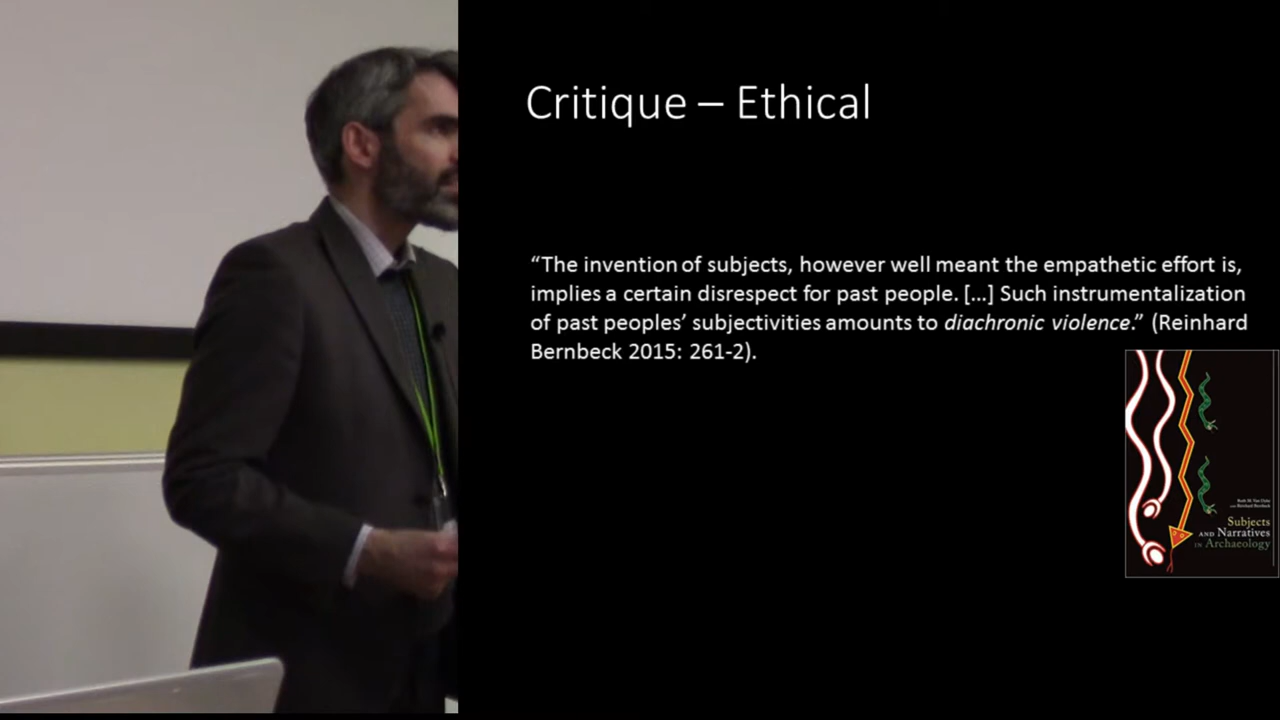 Critique – Ethical
“The invention of subjects, however well meant the empathetic effort is,
implies a certain disrespect for past people. [...] Such instrumentalization
of past peoples’ subjectivities amounts to diachronic violence.” (Reinhard
Bernbeck 2015: 261-2).
Subjects
AND Narratives
IN Archaeology